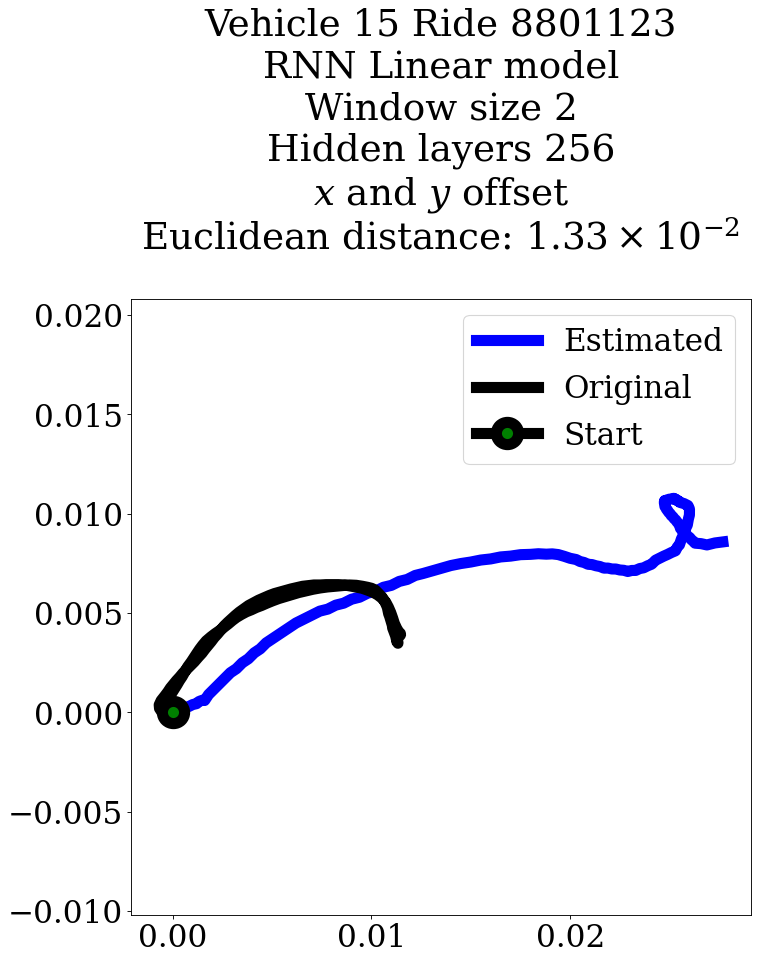 Vehicle 15 Ride 8801123
RNN Linear model
Window size 2
Hidden layers 256
x and y offset
Euclidean distance: 1.33 × 10⁻²
Estimated
Original
Start
0.020
0.015
0.010
0.005
0.000
−0.005
−0.010
0.00 0.01 0.02